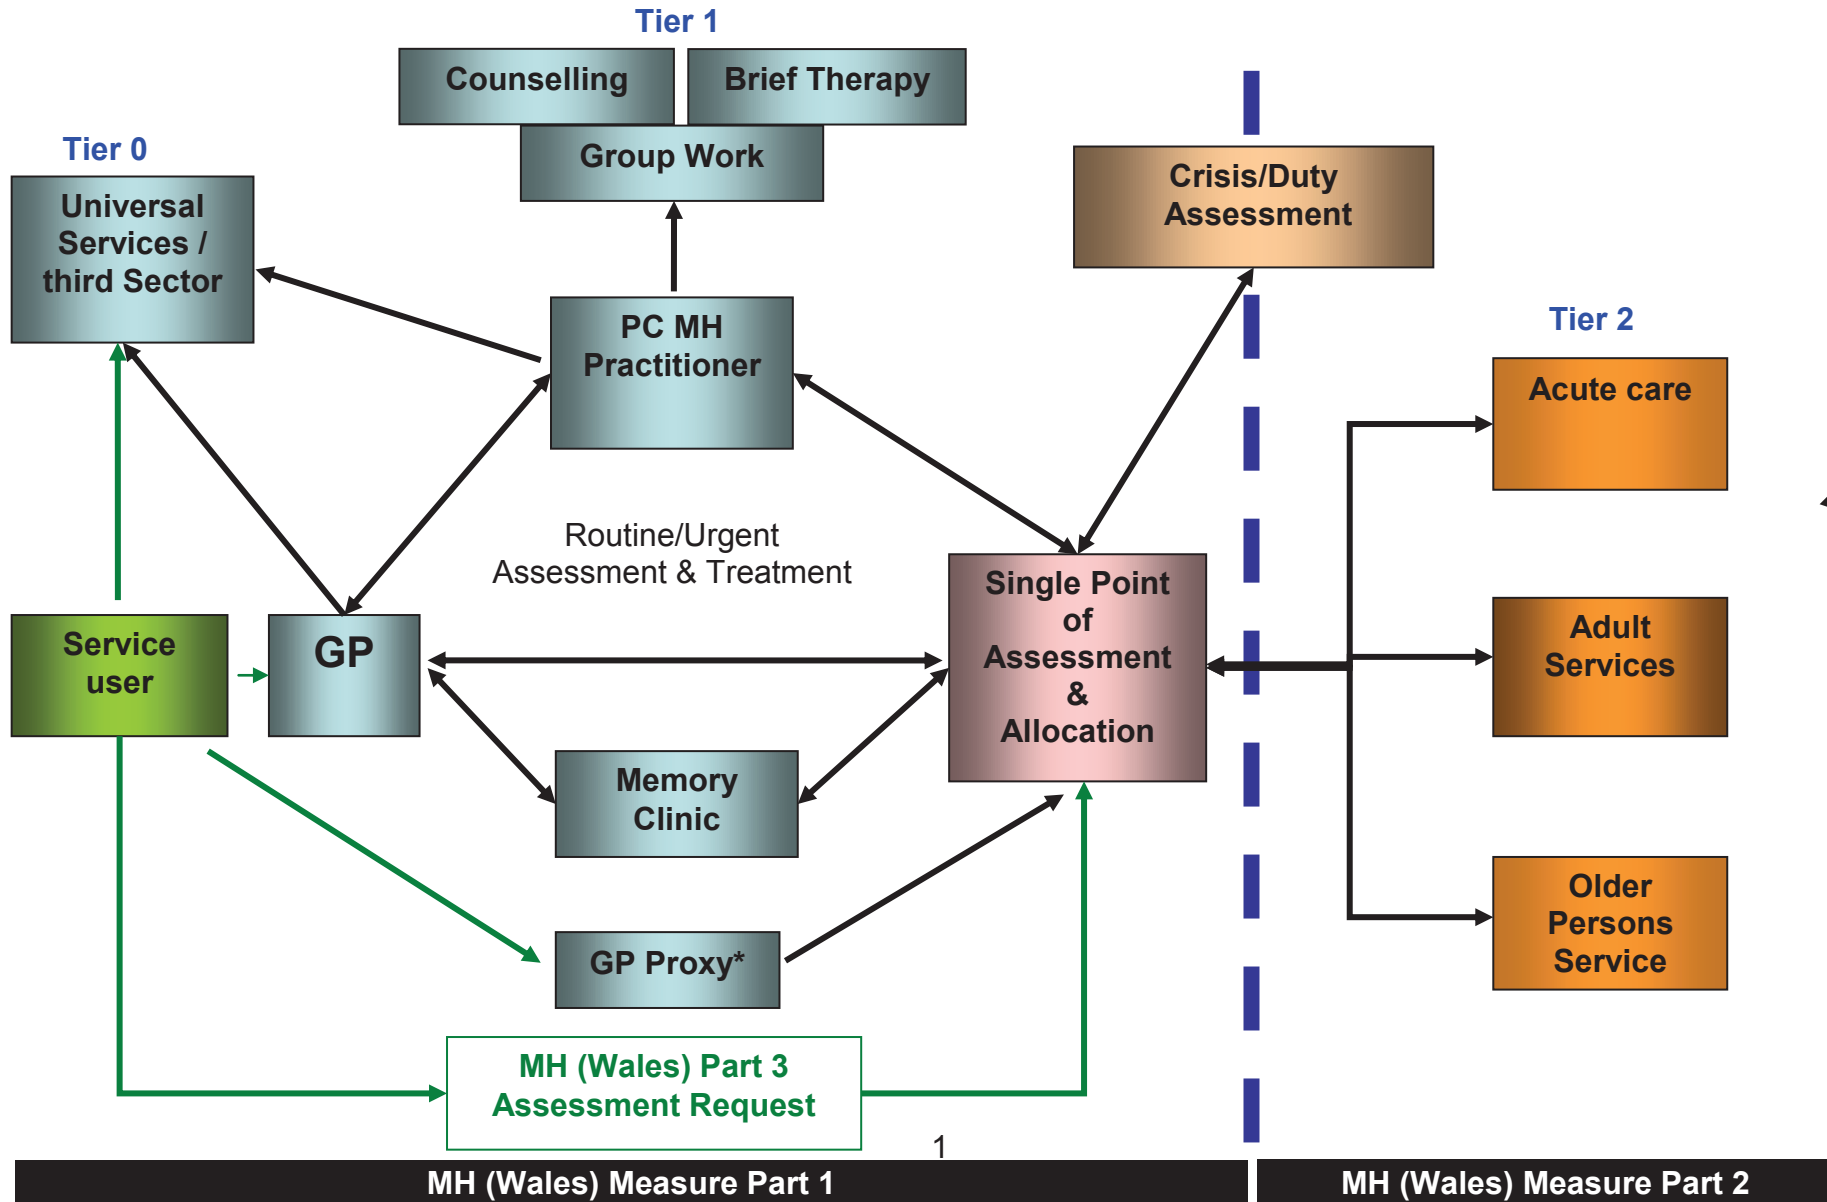 Tier 1
Counselling
Brief Therapy
Group Work
Tier 0
Universal
Services /
third Sector
Crisis/Duty
Assessment
PC MH
Practitioner
Tier 2
Acute care
Routine/Urgent
Assessment & Treatment
Single Point
of
Assessment
&
Allocation
Service
user
GP
Adult
Services
Memory
Clinic
GP Proxy*
Older
Persons
Service
MH (Wales) Part 3
Assessment Request
1
MH (Wales) Measure Part 1
MH (Wales) Measure Part 2